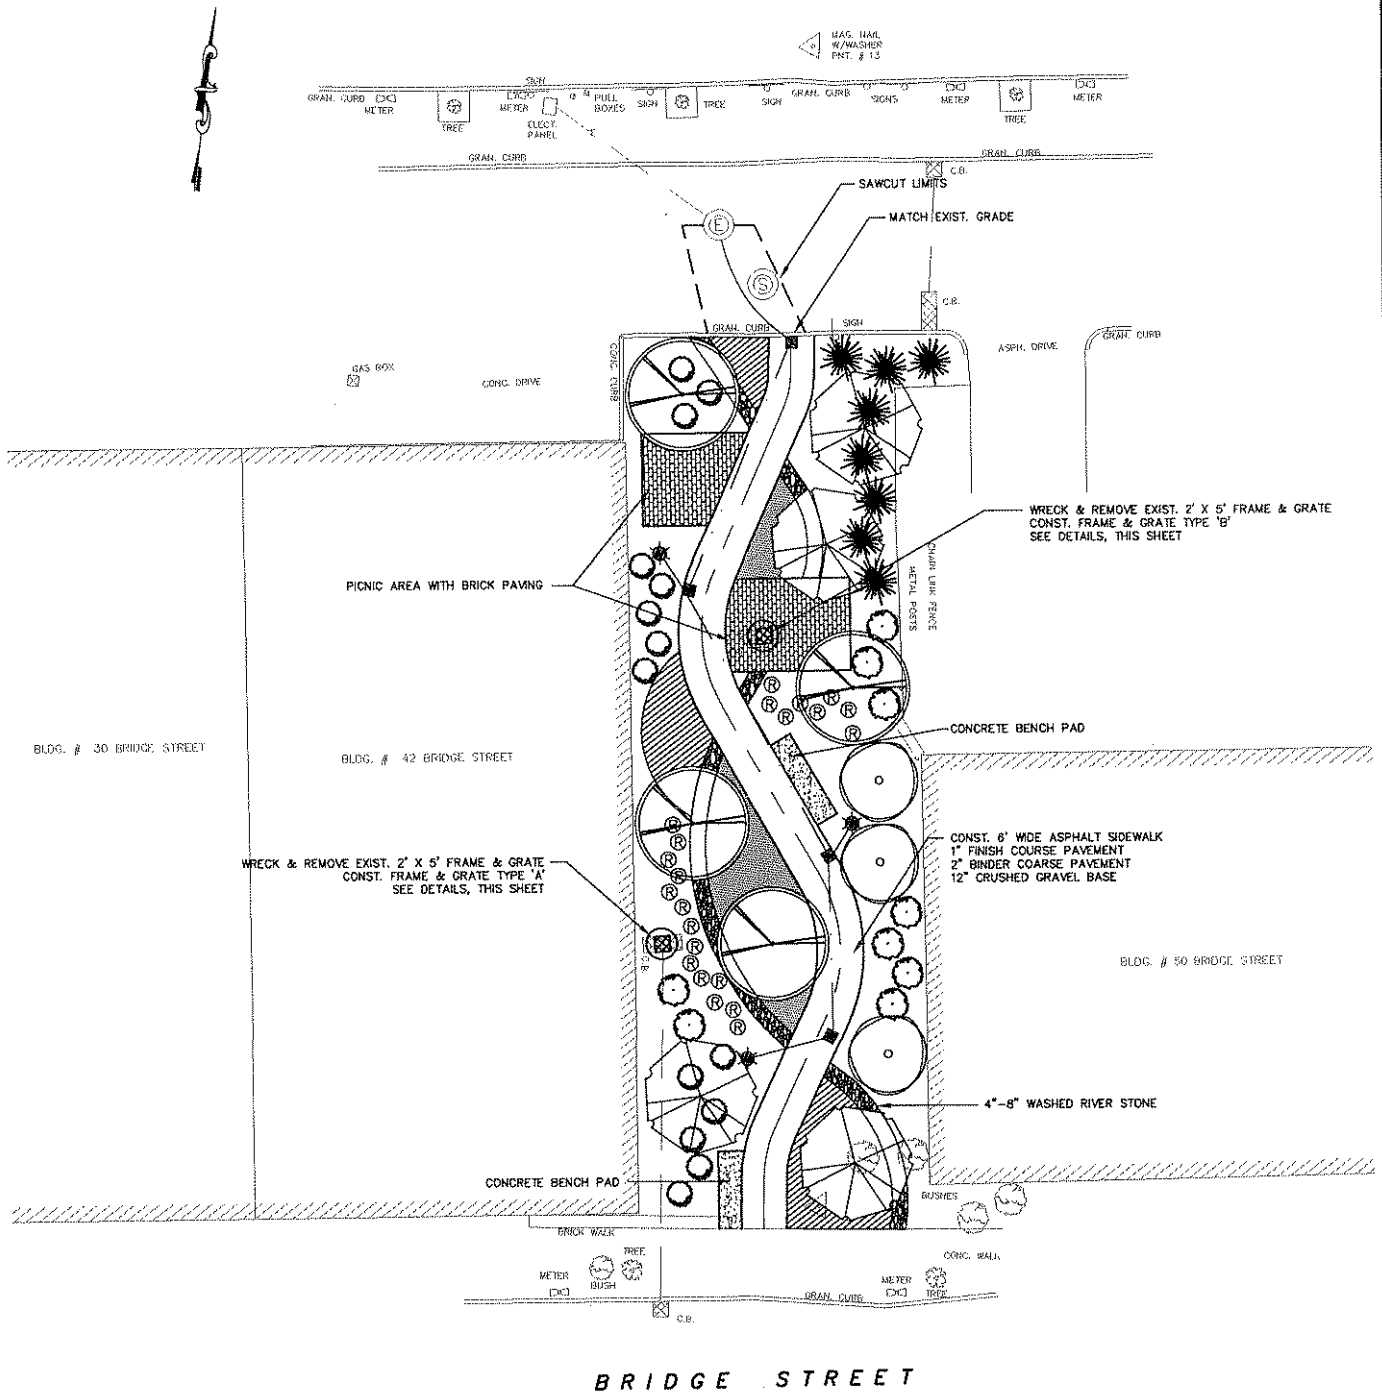 MAG. NAIL
W/WASHER
PNT. # 13
SIGN
GRAN. CURB
METER
TREE
METER
ELECT.
PANEL
PULL
BOXES
SIGN
TREE
SIGN
GRAN. CURB
SIGNS
METER
TREE
METER
E
GRAN. CURB
GRAN. CURB
C.B.
SAWCUT LIMITS
MATCH EXIST. GRADE
E
S
C.B.
GRAN. CURB
SIGN
ASPH. DRIVE
GRAN. CURB
CONC. CURB
GAS BOX
CONC. DRIVE
WRECK & REMOVE EXIST. 2' X 5' FRAME & GRATE
CONST. FRAME & GRATE TYPE 'B'
SEE DETAILS, THIS SHEET
CHAIN LINK FENCE
METAL POSTS
PICNIC AREA WITH BRICK PAVING
R
R
R
R
R
R
R
R
CONCRETE BENCH PAD
BLDG. # 30 BRIDGE STREET
BLDG. # 42 BRIDGE STREET
CONST. 6' WIDE ASPHALT SIDEWALK
1" FINISH COURSE PAVEMENT
2" BINDER COARSE PAVEMENT
12" CRUSHED GRAVEL BASE
R
R
R
R
R
R
R
R
R
R
R
R
R
R
WRECK & REMOVE EXIST. 2' X 5' FRAME & GRATE
CONST. FRAME & GRATE TYPE 'A'
SEE DETAILS, THIS SHEET
C.B.
BLDG. # 50 BRIDGE STREET
4"-8" WASHED RIVER STONE
CONCRETE BENCH PAD
BUSHES
BRICK WALK
TREE
CONC. WALK
METER
BUSH
METER
TREE
GRAN. CURB
C.B.
BRIDGE STREET